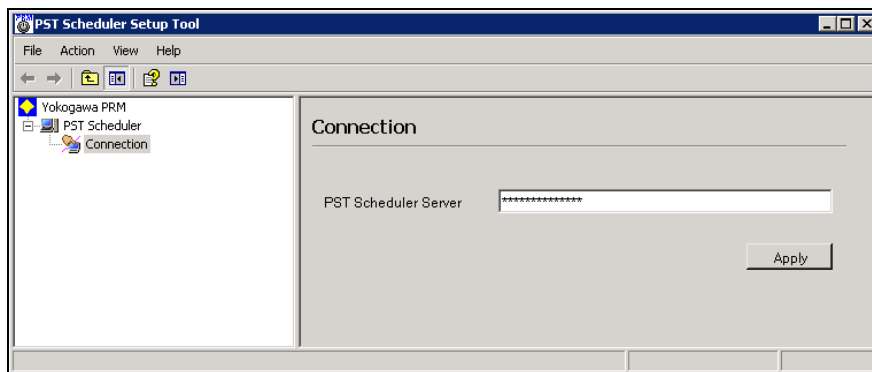 PST Scheduler Setup Tool
File Action View Help
Yokogawa PRM
PST Scheduler
Connection
Connection
PST Scheduler Server **************
Apply